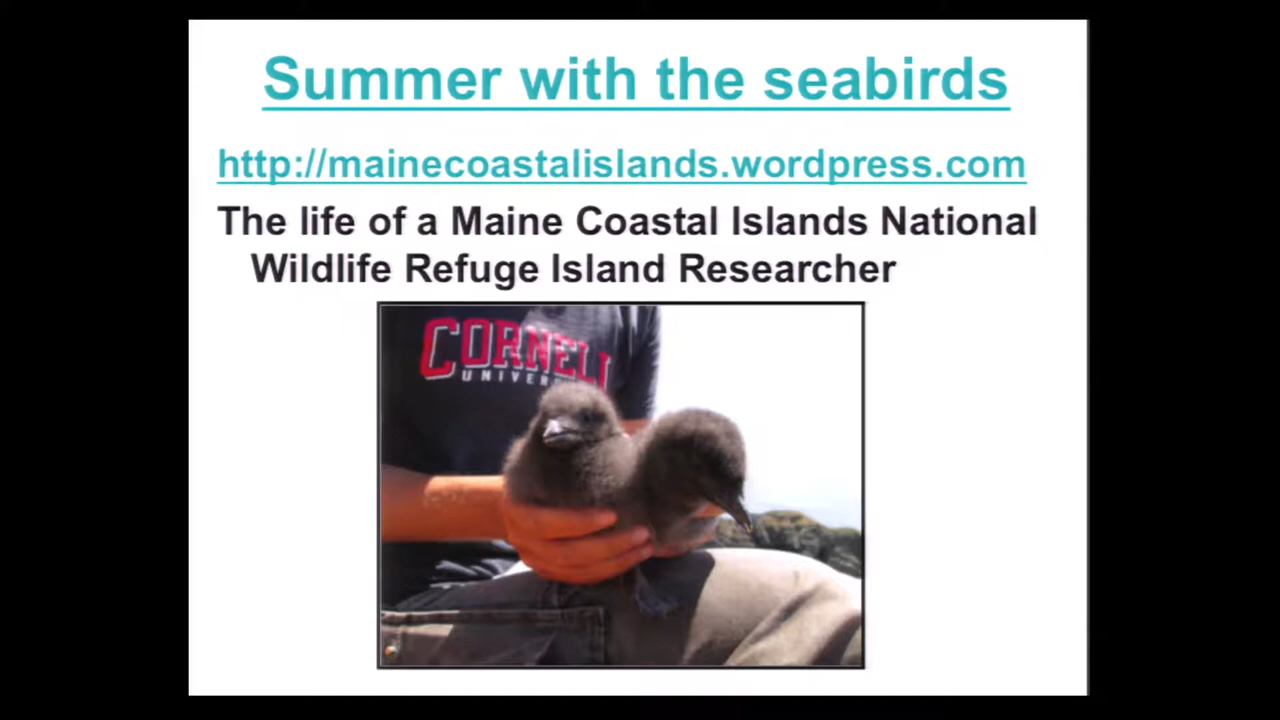 Summer with the seabirds
http://mainecoastalislands.wordpress.com
The life of a Maine Coastal Islands National
Wildlife Refuge Island Researcher
CORNELL